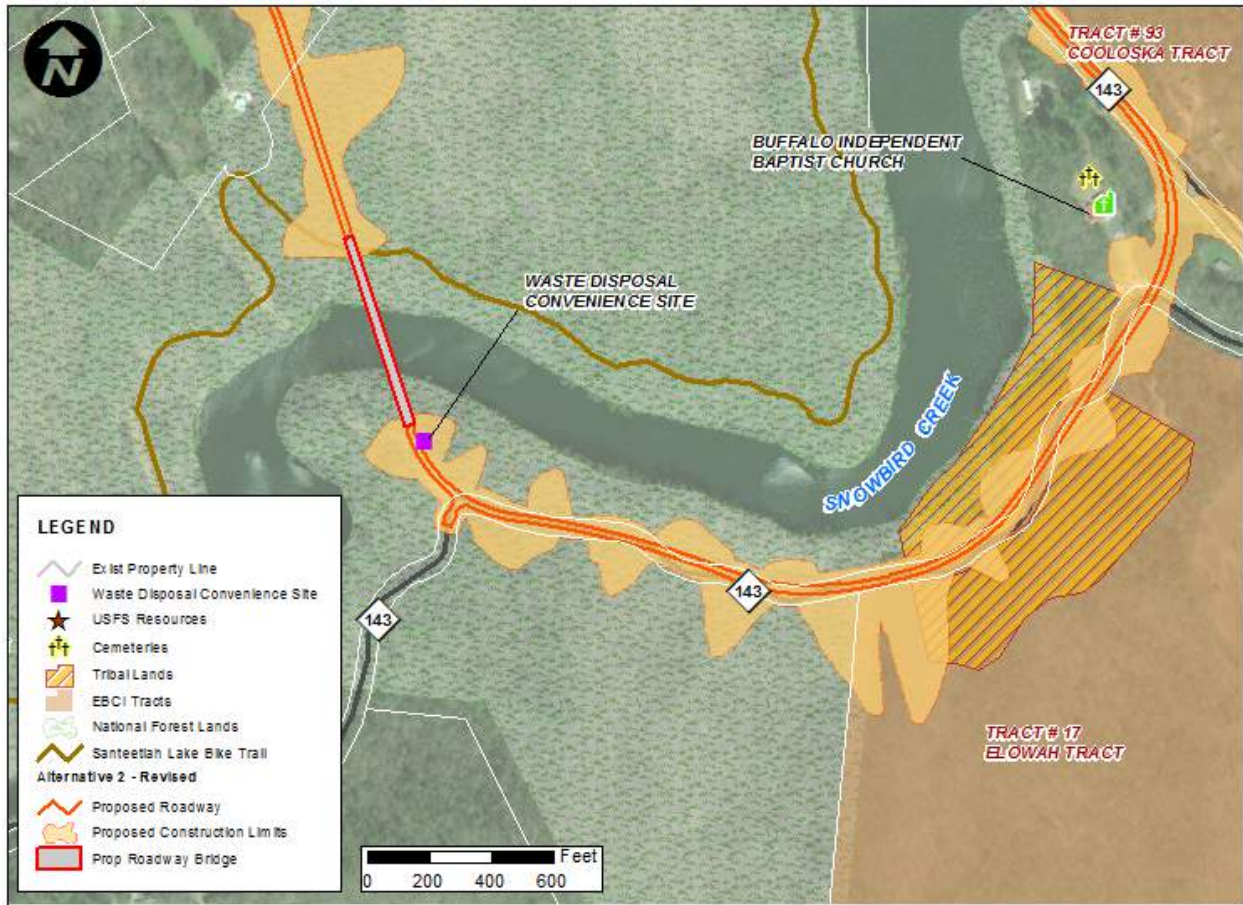 N
TRACT # 93
COOLOSKA TRACT
143
BUFFALO INDEPENDENT
BAPTIST CHURCH
WASTE DISPOSAL
CONVENIENCE SITE
SNOWBIRD CREEK
143
143
TRACT # 17
ELOWAH TRACT
LEGEND
Exist Property Line
Waste Disposal Convenience Site
USFS Resources
Cemeteries
Tribal Lands
EBCI Tracts
National Forest Lands
Santeetlah Lake Bike Trail
Alternative 2 - Revised
Proposed Roadway
Proposed Construction Limits
Prop Roadway Bridge
Feet
0 200 400 600